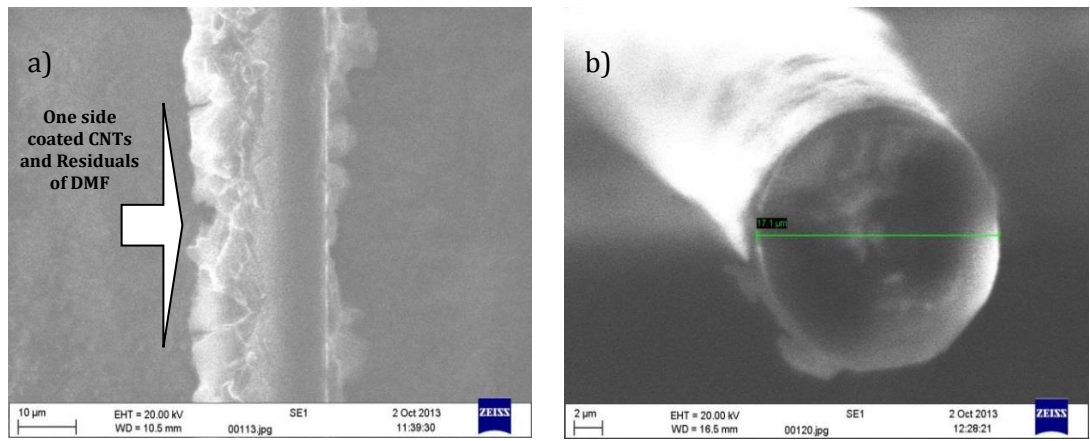 a)
One side
coated CNTs
and Residuals
of DMF
10 µm
EHT = 20.00 kV
SE1
2 Oct 2013
ZEISS
WD = 10.5 mm
00113.jpg
11:39:30
b)
17.1 µm
2 µm
EHT = 20.00 kV
SE1
2 Oct 2013
ZEISS
WD = 16.5 mm
00120.jpg
12:28:21